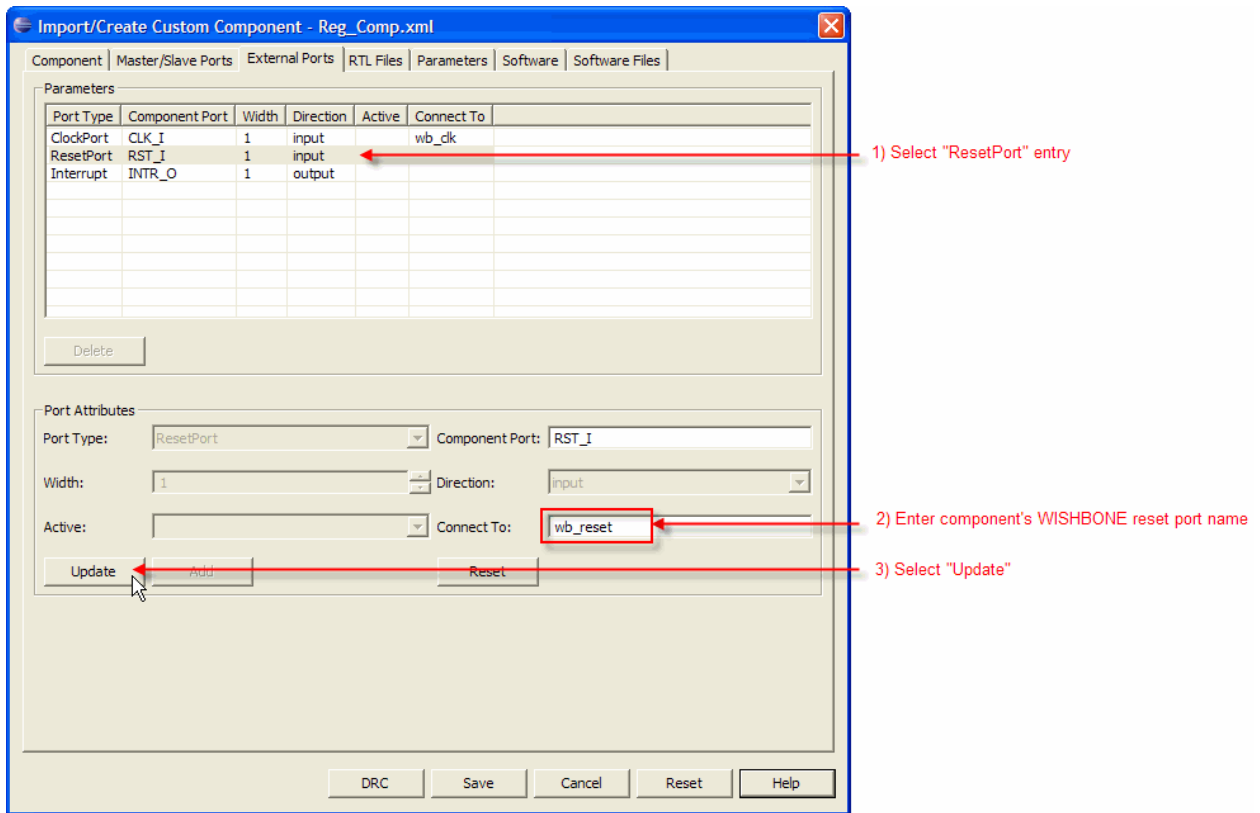 Import/Create Custom Component - Reg_Comp.xml
Component Master/Slave Ports External Ports RTL Files Parameters Software Software Files
Parameters
Port Type Component Port Width Direction Active Connect To
ClockPort CLK_I 1 input wb_clk
ResetPort RST_I 1 input
1) Select "ResetPort" entry
Interrupt INTR_O 1 output
Delete
Port Attributes
Port Type: ResetPort Component Port: RST_I
Width: 1 Direction: input
Active: Connect To: wb_reset
2) Enter component's WISHBONE reset port name
Update Add Reset
3) Select "Update"
DRC Save Cancel Reset Help